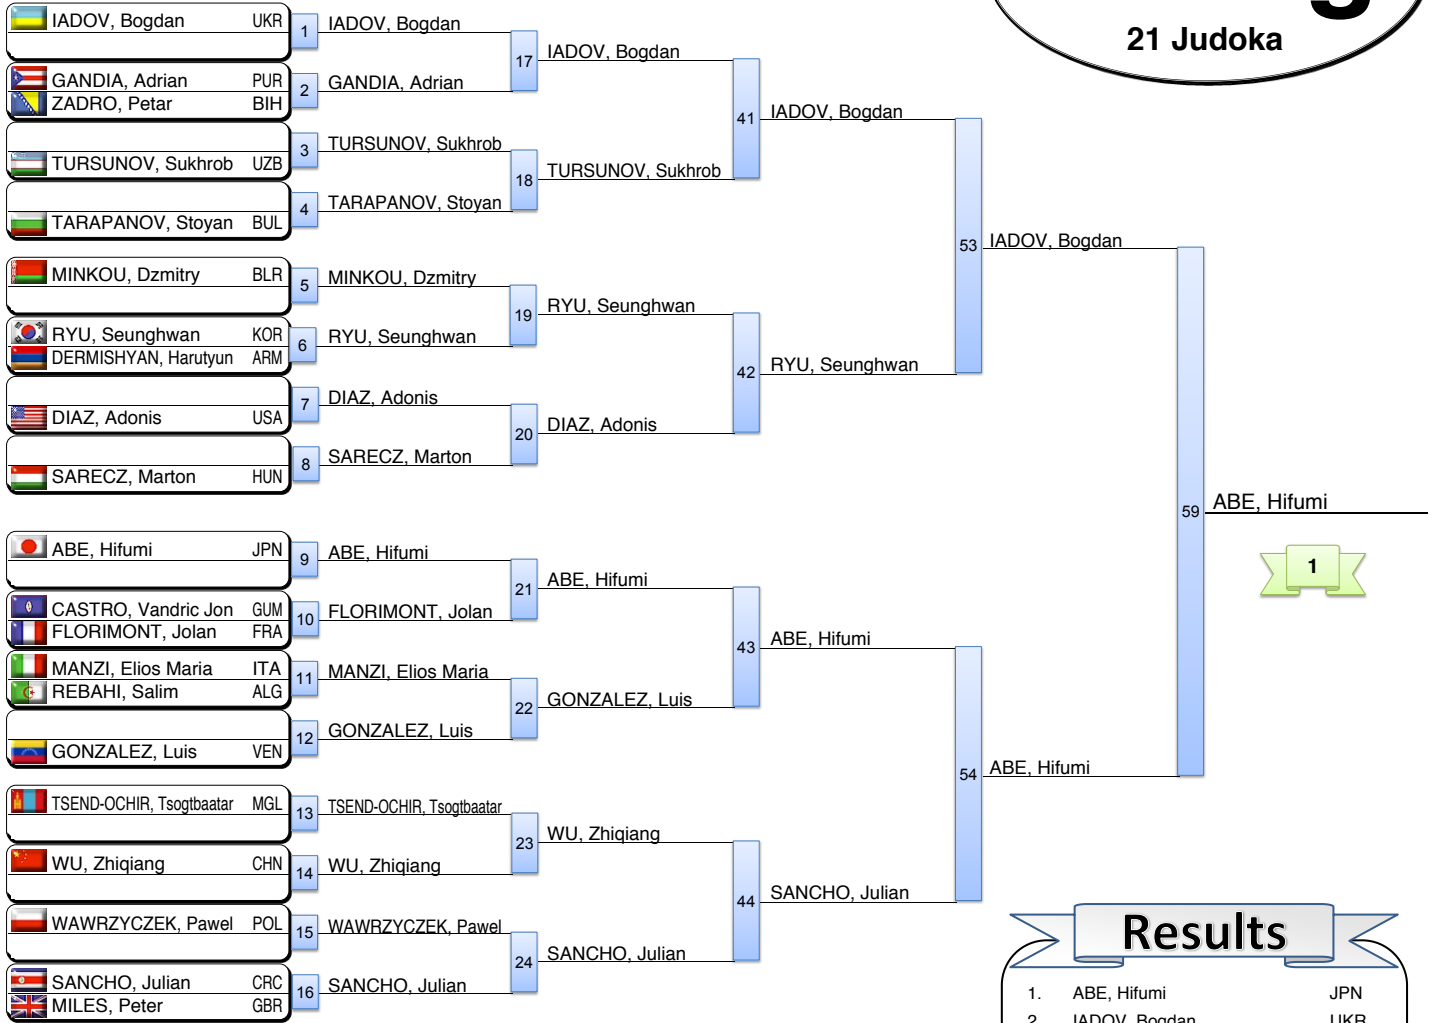 21 Judoka
IADOV, Bogdan UKR
1
IADOV, Bogdan
17
IADOV, Bogdan
GANDIA, Adrian PUR
ZADRO, Petar BIH
2
GANDIA, Adrian
41
IADOV, Bogdan
TURSUNOV, Sukhrob UZB
3
TURSUNOV, Sukhrob
18
TURSUNOV, Sukhrob
TARAPANOV, Stoyan BUL
4
TARAPANOV, Stoyan
53
IADOV, Bogdan
MINKOU, Dzmitry BLR
5
MINKOU, Dzmitry
19
RYU, Seunghwan
RYU, Seunghwan KOR
DERMISHYAN, Harutyun ARM
6
RYU, Seunghwan
42
RYU, Seunghwan
DIAZ, Adonis USA
7
DIAZ, Adonis
20
DIAZ, Adonis
SARECZ, Marton HUN
8
SARECZ, Marton
59
ABE, Hifumi
1
ABE, Hifumi JPN
9
ABE, Hifumi
21
ABE, Hifumi
CASTRO, Vandric Jon GUM
FLORIMONT, Jolan FRA
10
FLORIMONT, Jolan
43
ABE, Hifumi
MANZI, Elios Maria ITA
REBAHI, Salim ALG
11
MANZI, Elios Maria
22
GONZALEZ, Luis
GONZALEZ, Luis VEN
12
GONZALEZ, Luis
54
ABE, Hifumi
TSEND-OCHIR, Tsogtbaatar MGL
13
TSEND-OCHIR, Tsogtbaatar
23
WU, Zhiqiang
WU, Zhiqiang CHN
14
WU, Zhiqiang
44
SANCHO, Julian
WAWRZYCZEK, Pawel POL
15
WAWRZYCZEK, Pawel
24
SANCHO, Julian
SANCHO, Julian CRC
MILES, Peter GBR
16
SANCHO, Julian
Results
1. ABE, Hifumi JPN
2. IADOV, Bogdan UKR